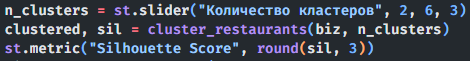 n_clusters = st.slider("Количество кластеров", 2, 6, 3)
clustered, sil = cluster_restaurants(biz, n_clusters)
st.metric("Silhouette Score", round(sil, 3))